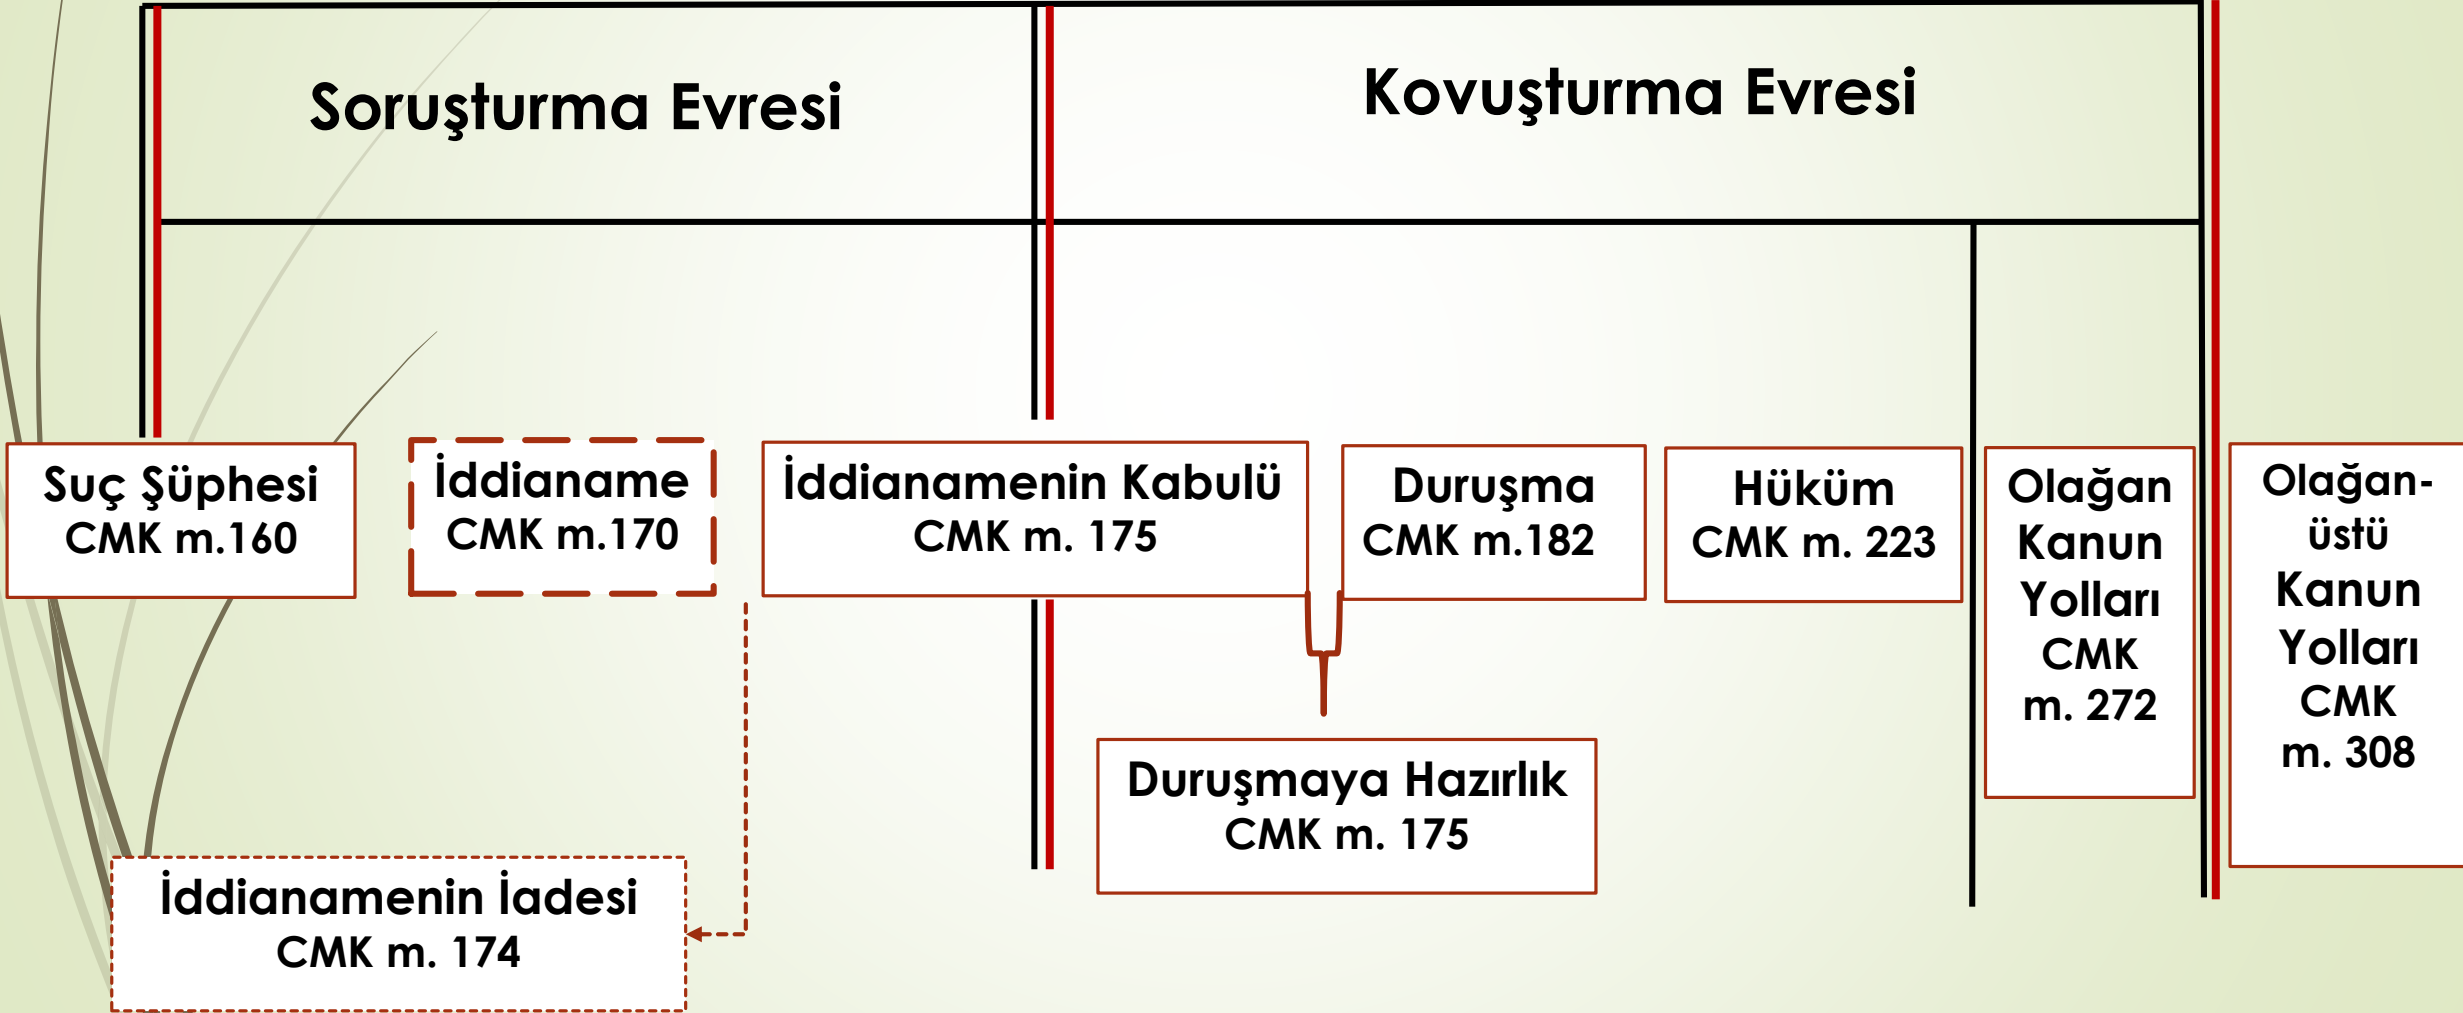 Soruşturma Evresi
Kovuşturma Evresi
Suç Şüphesi
CMK m.160
İddianame
CMK m.170
İddianamenin Kabulü
CMK m. 175
Duruşma
CMK m.182
Hüküm
CMK m. 223
Olağan
Kanun
Yolları
CMK
m. 272
Olağan-
üstü
Kanun
Yolları
CMK
m. 308
Duruşmaya Hazırlık
CMK m. 175
İddianamenin İadesi
CMK m. 174